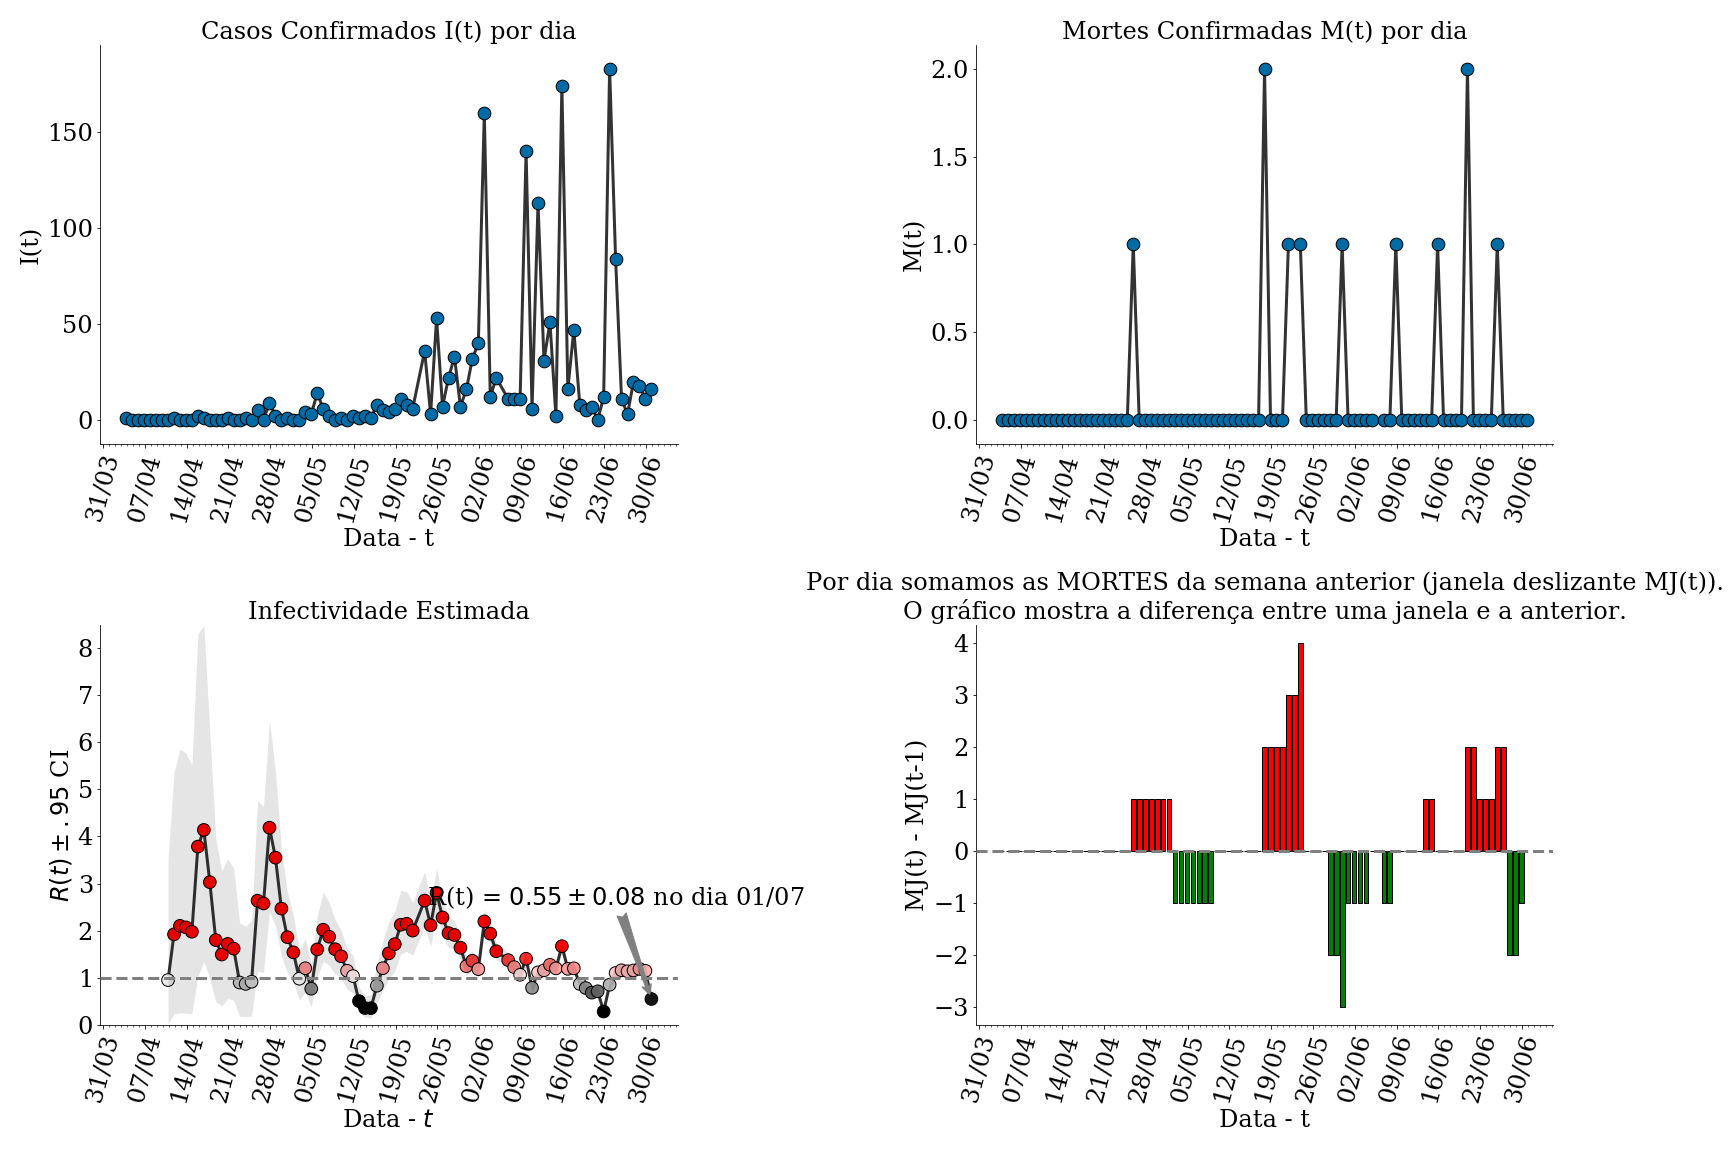 Casos Confirmados I(t) por dia
I(t)
150
100
50
0
31/03 07/04 14/04 21/04 28/04 05/05 12/05 19/05 26/05 02/06 09/06 16/06 23/06 30/06
Data - t
Mortes Confirmadas M(t) por dia
M(t)
2.0
1.5
1.0
0.5
0.0
31/03 07/04 14/04 21/04 28/04 05/05 12/05 19/05 26/05 02/06 09/06 16/06 23/06 30/06
Data - t
Infectividade Estimada
R(t) ± .95 CI
8
7
6
5
4
3
2
1
0
R(t) = 0.55 ± 0.08 no dia 01/07
31/03 07/04 14/04 21/04 28/04 05/05 12/05 19/05 26/05 02/06 09/06 16/06 23/06 30/06
Data - t
Por dia somamos as MORTES da semana anterior (janela deslizante MJ(t)).
O gráfico mostra a diferença entre uma janela e a anterior.
MJ(t) - MJ(t-1)
4
3
2
1
0
−1
−2
−3
31/03 07/04 14/04 21/04 28/04 05/05 12/05 19/05 26/05 02/06 09/06 16/06 23/06 30/06
Data - t